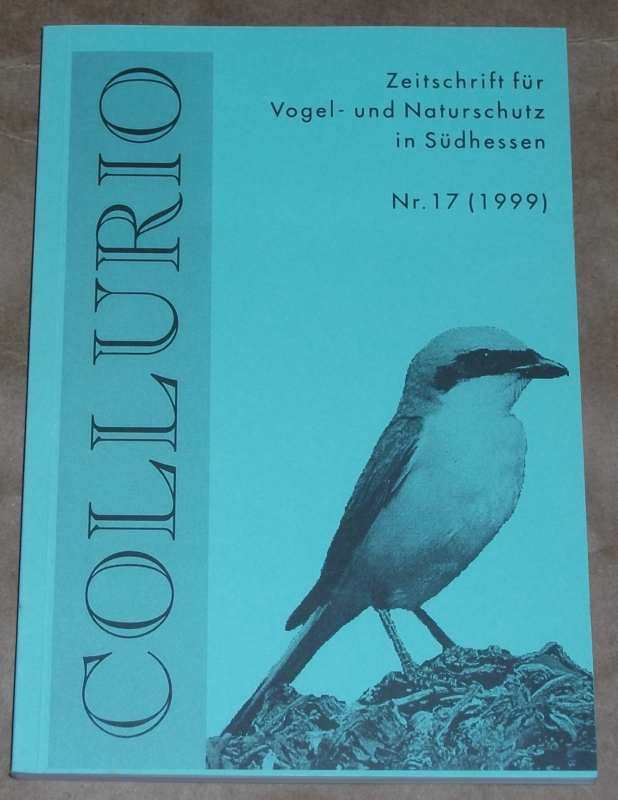 COLLURIO
Zeitschrift für
Vogel- und Naturschutz
in Südhessen
Nr. 17 (1999)